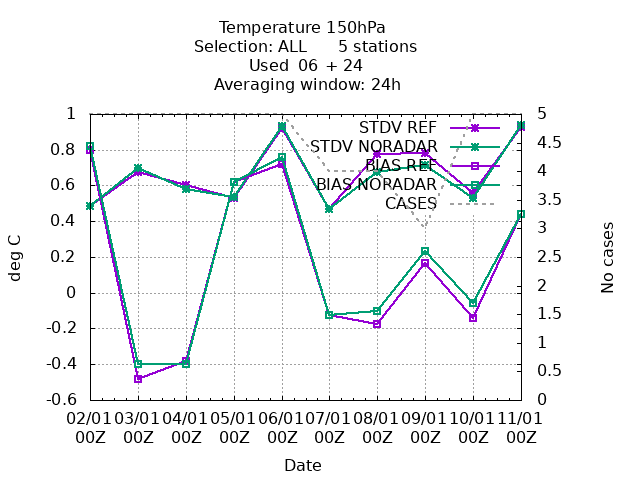 Temperature 150hPa
Selection: ALL 5 stations
Used 06 + 24
Averaging window: 24h
STDV REF
STDV NORADAR
BIAS REF
BIAS NORADAR
CASES
1
0.8
0.6
0.4
0.2
0
-0.2
-0.4
-0.6
deg C
5
4.5
4
3.5
3
2.5
2
1.5
1
0.5
0
No cases
02/01 03/01 04/01 05/01 06/01 07/01 08/01 09/01 10/01 11/01
00Z 00Z 00Z 00Z 00Z 00Z 00Z 00Z 00Z 00Z
Date